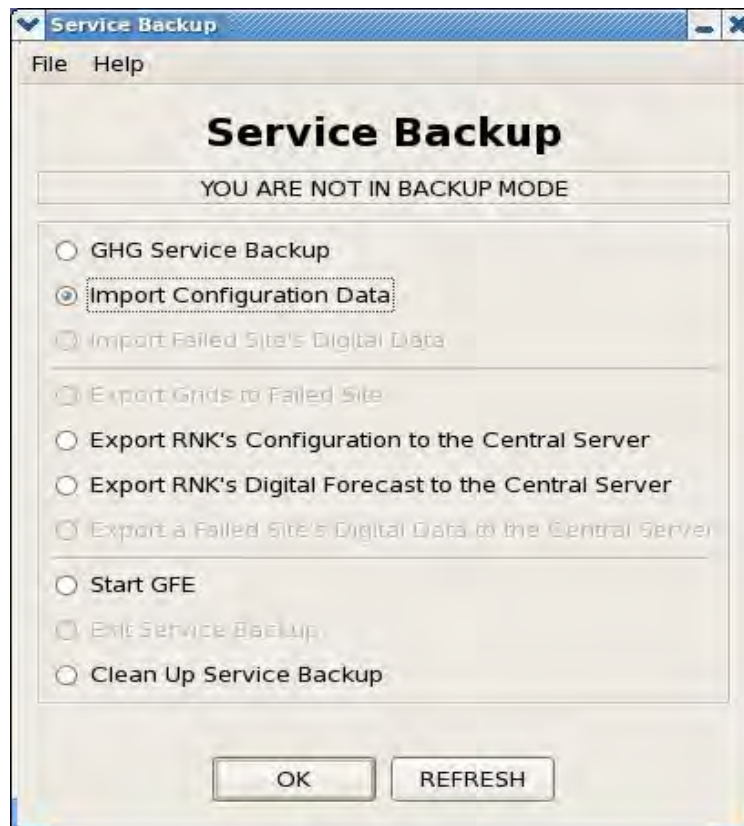 Service Backup
File Help
Service Backup
YOU ARE NOT IN BACKUP MODE
GHG Service Backup
Import Configuration Data
Import Failed Site's Digital Data
Export Grids to Failed Site
Export RNK's Configuration to the Central Server
Export RNK's Digital Forecast to the Central Server
Export a Failed Site's Digital Data to the Central Server
Start GFE
Exit Service Backup
Clean Up Service Backup
OK REFRESH